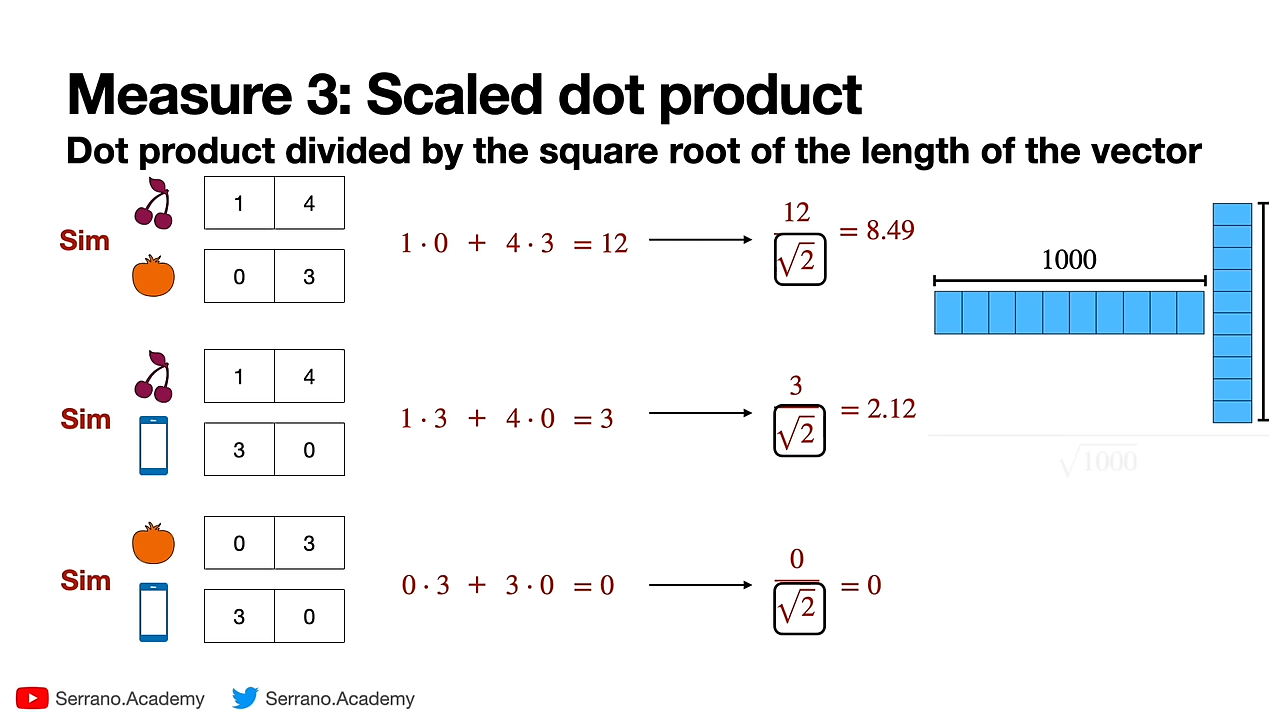 Measure 3: Scaled dot product
Dot product divided by the square root of the length of the vector
Sim
1 4
0 3
1 · 0 + 4 · 3 = 12
12
√2
= 8.49
1000
Sim
1 4
3 0
1 · 3 + 4 · 0 = 3
3
√2
= 2.12
√1000
Sim
0 3
3 0
0 · 3 + 3 · 0 = 0
0
√2
= 0
Serrano.Academy Serrano.Academy